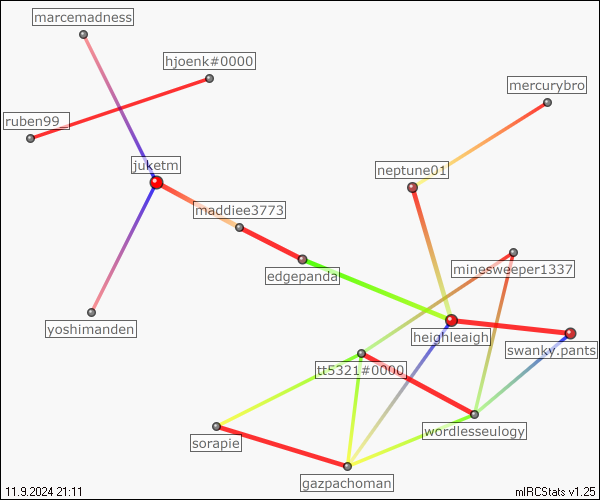 marcemadness
hjoenk#0000
mercurybro
ruben99_
juketm
neptune01
maddiee3773
minesweeper1337
edgepanda
yoshimanden
heighleaigh
swanky.pants
tt5321#0000
wordlesseulogy
sorapie
gazpachoman
11.9.2024 21:11
mIRCStats v1.25